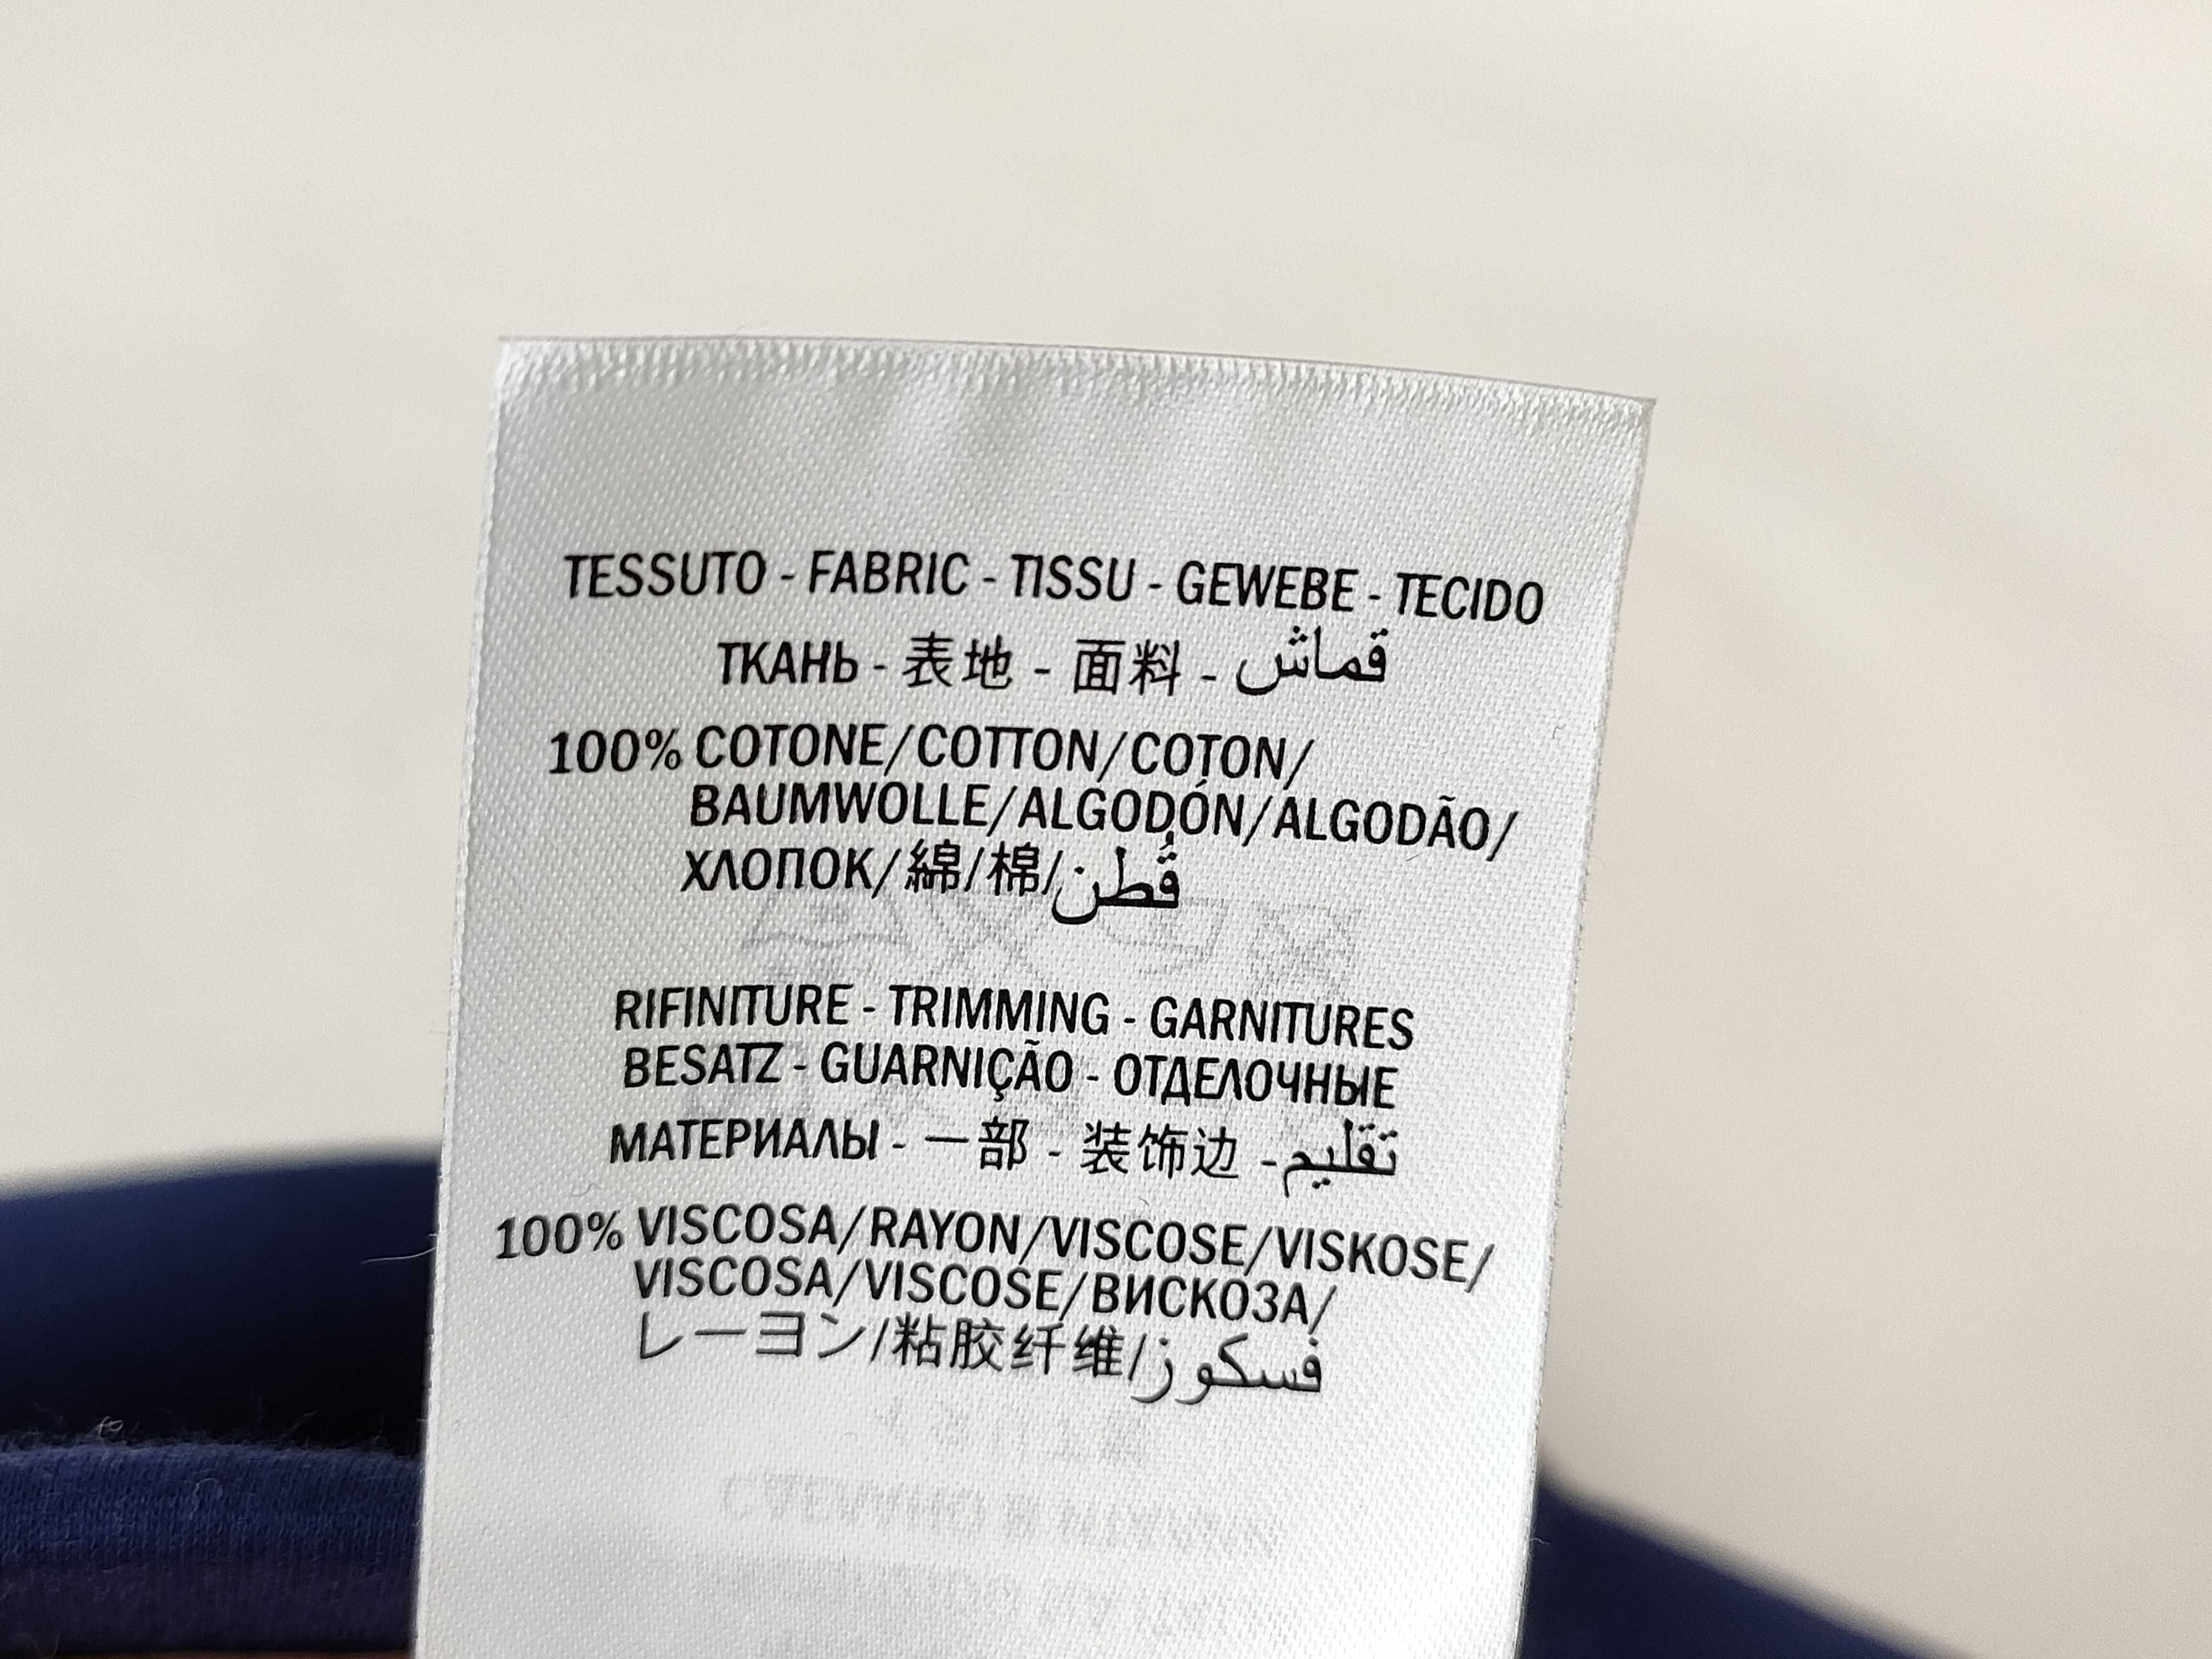 TESSUTO - FABRIC - TISSU - GEWEBE - TECIDO
ТКАНЬ - 表地 - 面料 - قماش
100% COTONE/COTTON/COTON/
BAUMWOLLE/ALGODÓN/ALGODÃO/
ХЛОПОК/綿/棉/قُطن
RIFINITURE - TRIMMING - GARNITURES
BESATZ - GUARNIÇÃO - ОТДЕЛОЧНЫЕ
МАТЕРИАЛЫ - 一部 - 装饰边 - تقليم
100% VISCOSA/RAYON/VISCOSE/VISKOSE/
VISCOSA/VISCOSE/ВИСКОЗА/
レーヨン/粘胶纤维/فسكوز